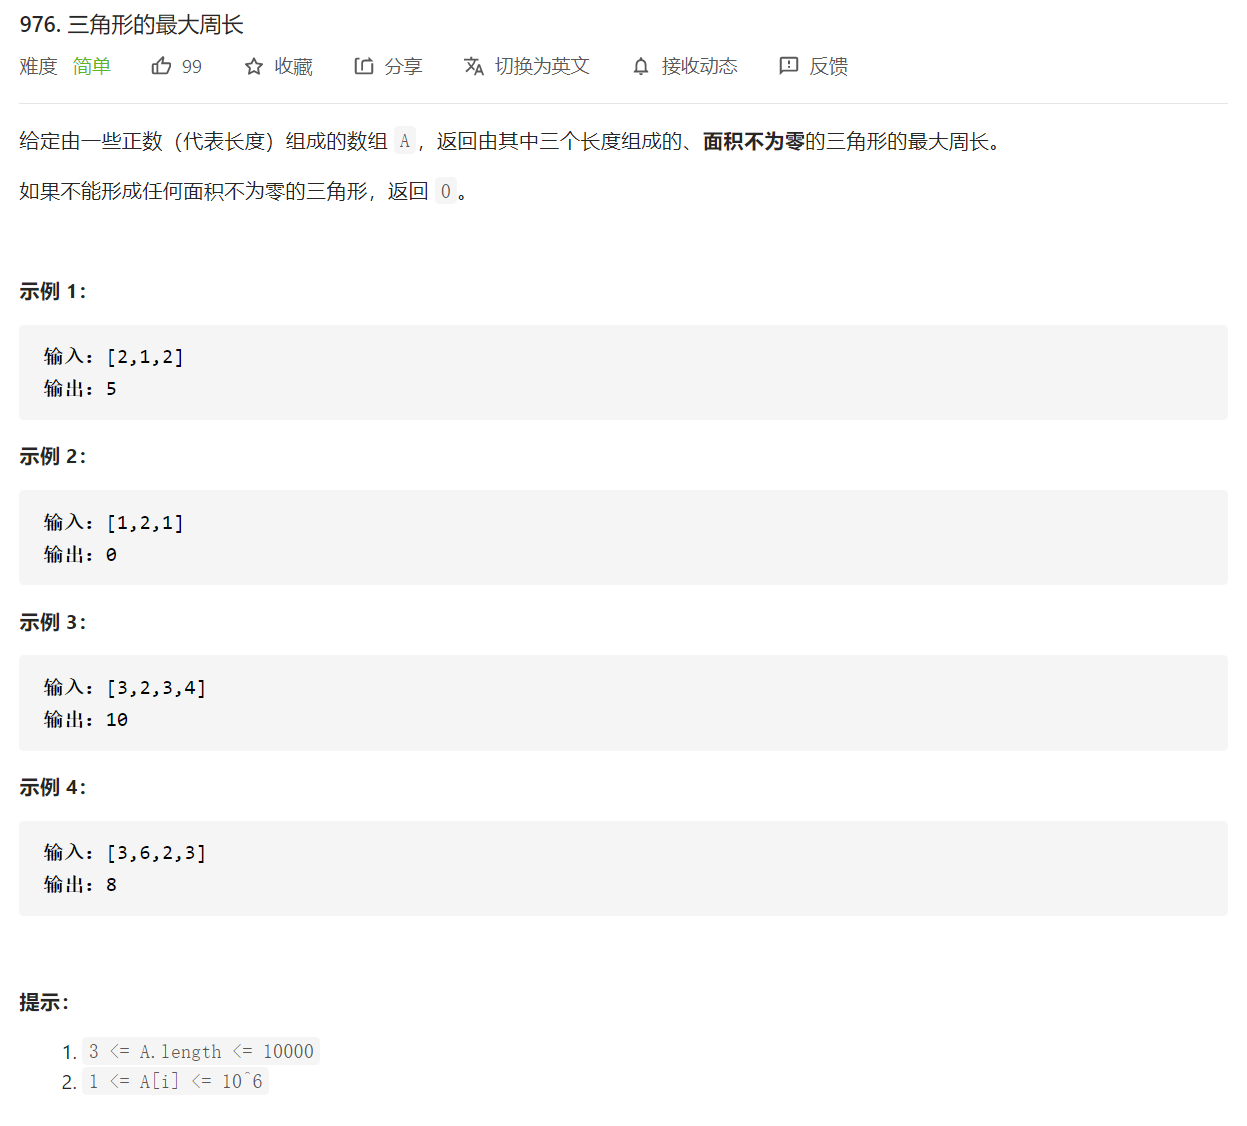 976. 三角形的最大周长
难度 简单 99 收藏 分享 切换为英文 接收动态 反馈
给定由一些正数（代表长度）组成的数组 A，返回由其中三个长度组成的、面积不为零的三角形的最大周长。
如果不能形成任何面积不为零的三角形，返回 0。
示例 1：
输入：[2,1,2]
输出：5
示例 2：
输入：[1,2,1]
输出：0
示例 3：
输入：[3,2,3,4]
输出：10
示例 4：
输入：[3,6,2,3]
输出：8
提示：
1. 3 <= A.length <= 10000
2. 1 <= A[i] <= 10^6